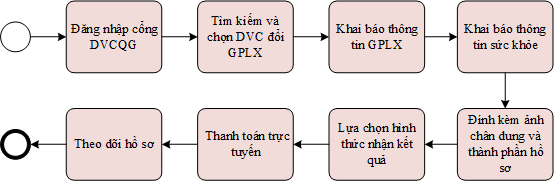 Đăng nhập cổng
DVCQG
Tìm kiếm và
chọn DVC đổi
GPLX
Khai báo thông
tin GPLX
Khai báo thông
tin sức khỏe
Đính kèm ảnh
chân dung và
thành phần hồ
sơ
Lựa chọn hình
thức nhận kết
quả
Thanh toán trực
tuyến
Theo dõi hồ sơ